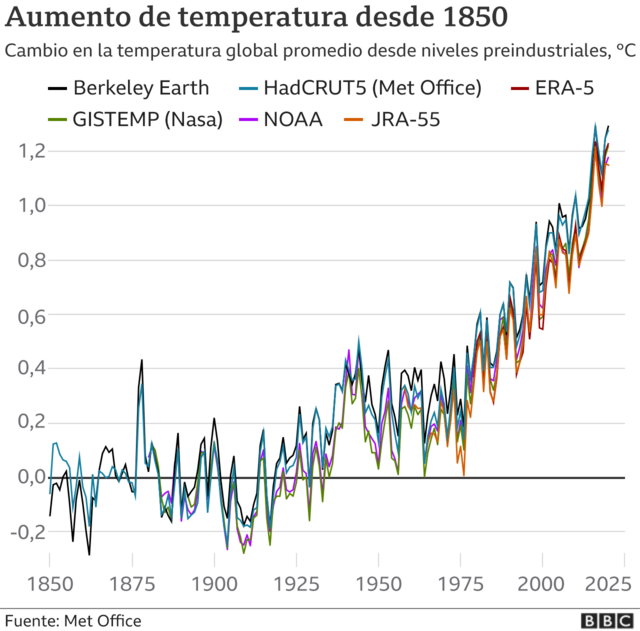 Aumento de temperatura desde 1850
Cambio en la temperatura global promedio desde niveles preindustriales, °C
Berkeley Earth HadCRUT5 (Met Office) ERA-5
GISTEMP (Nasa) NOAA JRA-55
1,2
1,0
0,8
0,6
0,4
0,2
0,0
-0,2
1850 1875 1900 1925 1950 1975 2000 2025
Fuente: Met Office BBC